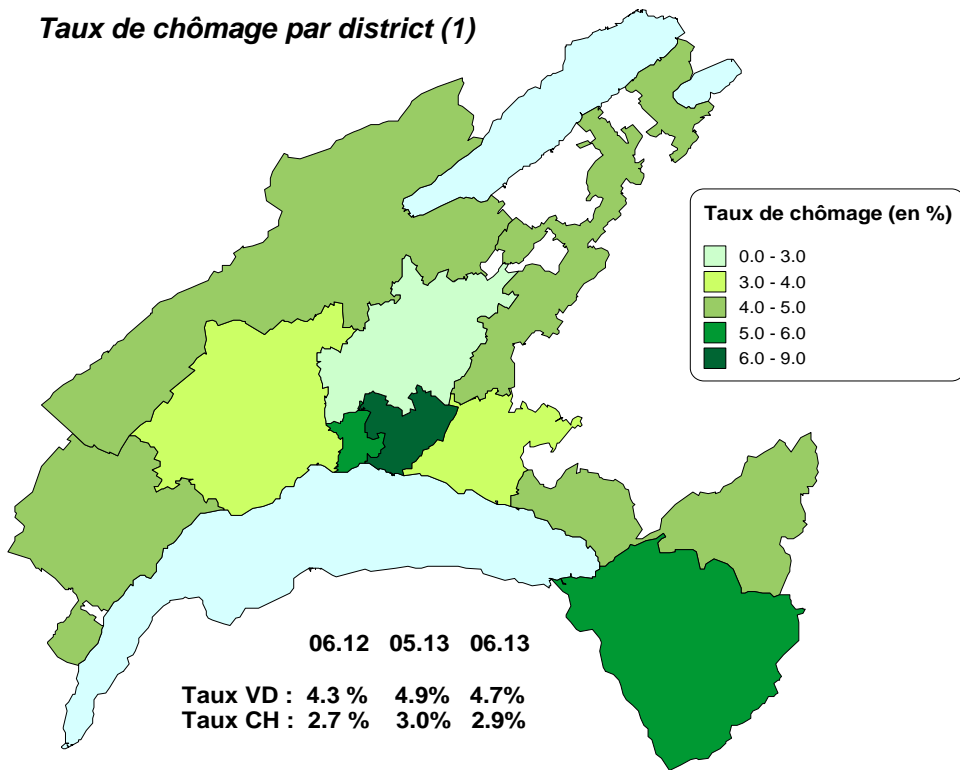 Taux de chômage par district (1)
Taux de chômage (en %)
0.0 - 3.0
3.0 - 4.0
4.0 - 5.0
5.0 - 6.0
6.0 - 9.0
06.12 05.13 06.13
Taux VD : 4.3 % 4.9% 4.7%
Taux CH : 2.7 % 3.0% 2.9%